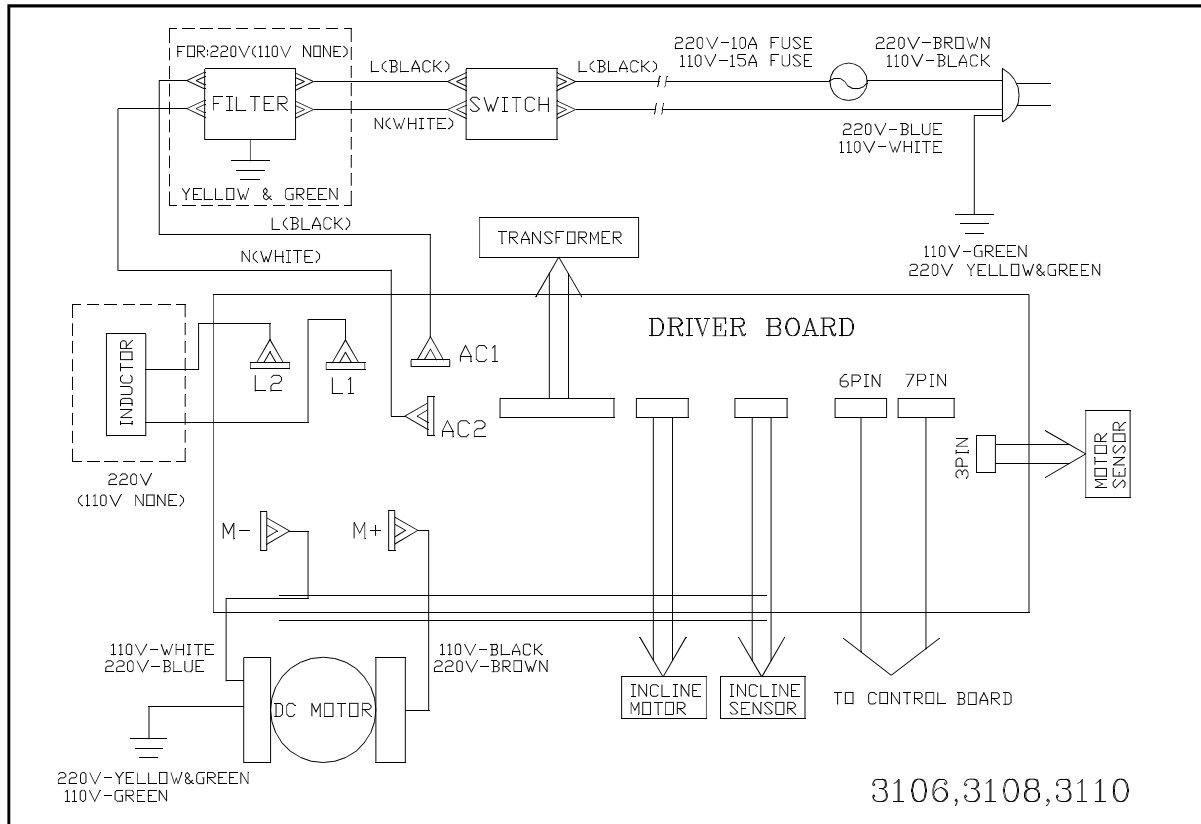 FOR:220V(110V NONE)
FILTER
YELLOW & GREEN
L(BLACK)
N(WHITE)
SWITCH
L(BLACK)
220V-10A FUSE
110V-15A FUSE
220V-BROWN
110V-BLACK
220V-BLUE
110V-WHITE
110V-GREEN
220V YELLOW&GREEN
L(BLACK)
N(WHITE)
TRANSFORMER
DRIVER BOARD
INDUCTOR
220V
(110V NONE)
L2
L1
AC1
AC2
6PIN
7PIN
3PIN
MOTOR
SENSOR
M-
M+
110V-WHITE
220V-BLUE
110V-BLACK
220V-BROWN
DC MOTOR
220V-YELLOW&GREEN
110V-GREEN
INCLINE
MOTOR
INCLINE
SENSOR
TO CONTROL BOARD
3106,3108,3110